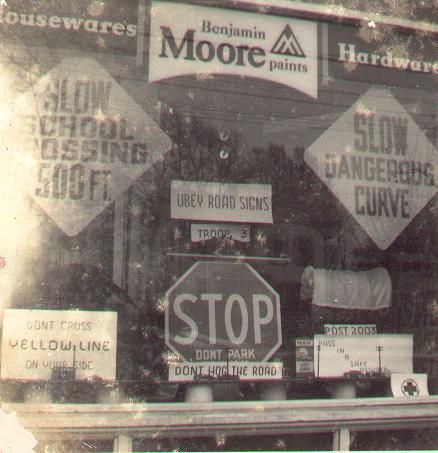 Housewares
Benjamin
Moore
paints
Hardware
SLOW
SCHOOL
CROSSING
500 FT.
SLOW
DANGEROUS
CURVE
OBEY ROAD SIGNS
TROOP 3
STOP
DONT PARK
DONT HOG THE ROAD
DONT CROSS
YELLOW LINE
ON YOUR SIDE
POST 2003
PASS
IN
A
SAFE